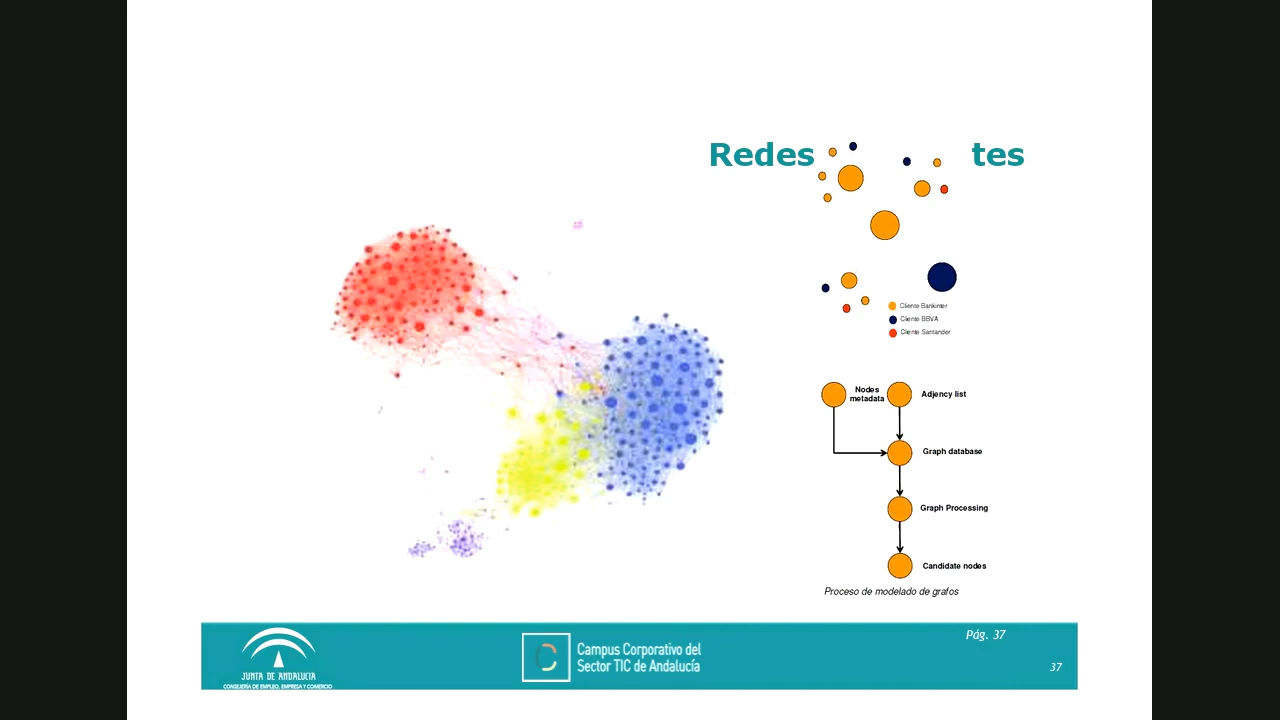 Redes tes
Cliente Bankinter
Cliente BBVA
Cliente Santander
Nodes
metadata
Adjency list
Graph database
Graph Processing
Candidate nodes
Proceso de modelado de grafos
JUNTA DE ANDALUCIA
CONSEJERÍA DE EMPLEO, EMPRESA Y COMERCIO
Campus Corporativo del
Sector TIC de Andalucía
Pág. 37
37